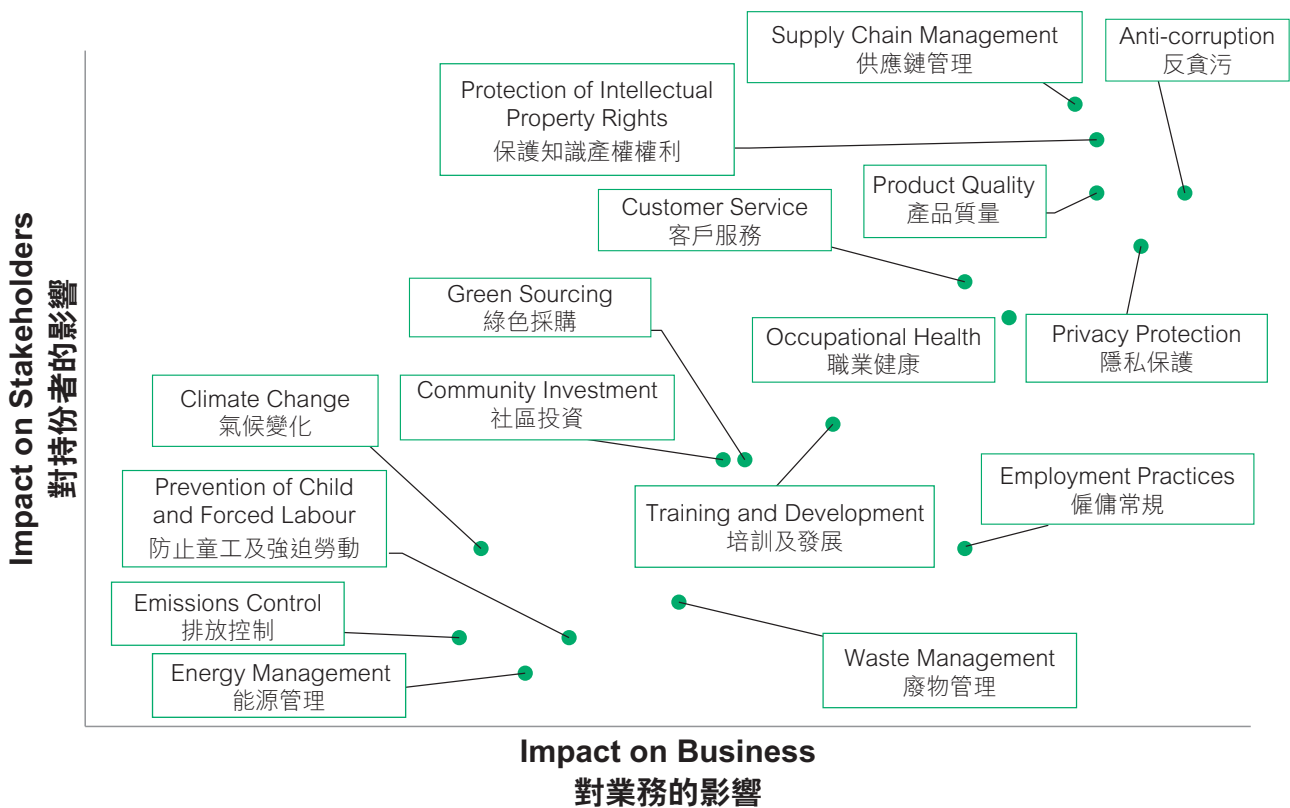 Supply Chain Management
供應鏈管理
Anti-corruption
反貪污
Protection of Intellectual
Property Rights
保護知識產權權利
Product Quality
產品質量
Customer Service
客戶服務
Green Sourcing
綠色採購
Occupational Health
職業健康
Privacy Protection
隱私保護
Climate Change
氣候變化
Community Investment
社區投資
Prevention of Child
and Forced Labour
防止童工及強迫勞動
Training and Development
培訓及發展
Employment Practices
僱傭常規
Emissions Control
排放控制
Energy Management
能源管理
Waste Management
廢物管理
Impact on Stakeholders
對持份者的影響
Impact on Business
對業務的影響